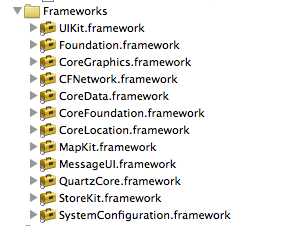 Frameworks
UIKit.framework
Foundation.framework
CoreGraphics.framework
CFNetwork.framework
CoreData.framework
CoreFoundation.framework
CoreLocation.framework
MapKit.framework
MessageUI.framework
QuartzCore.framework
StoreKit.framework
SystemConfiguration.framework